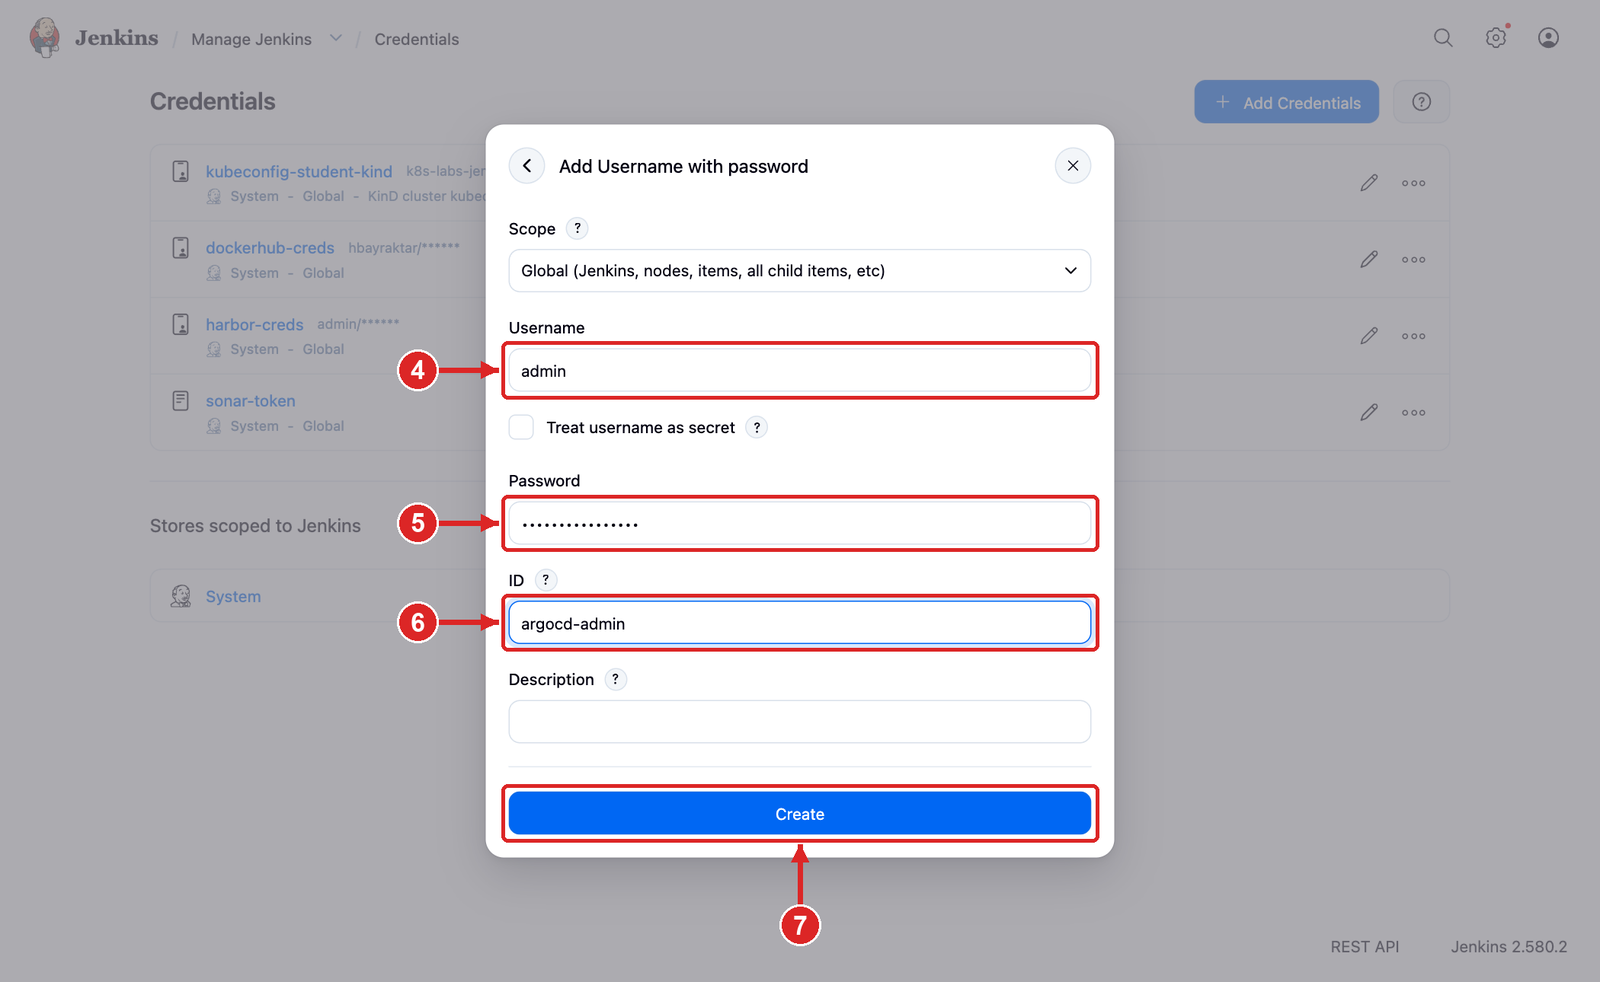 Jenkins / Manage Jenkins / Credentials
Credentials
+ Add Credentials ?
kubeconfig-student-kind k8s-labs-jen
System - Global - KinD cluster kubec
dockerhub-creds hbayraktar/******
System - Global
harbor-creds admin/******
System - Global
sonar-token
System - Global
Stores scoped to Jenkins
System
Add Username with password
Scope ?
Global (Jenkins, nodes, items, all child items, etc)
Username
4 admin
Treat username as secret ?
Password
5 ••••••••••••••••
ID ?
6 argocd-admin
Description ?
Create
7
REST API Jenkins 2.580.2